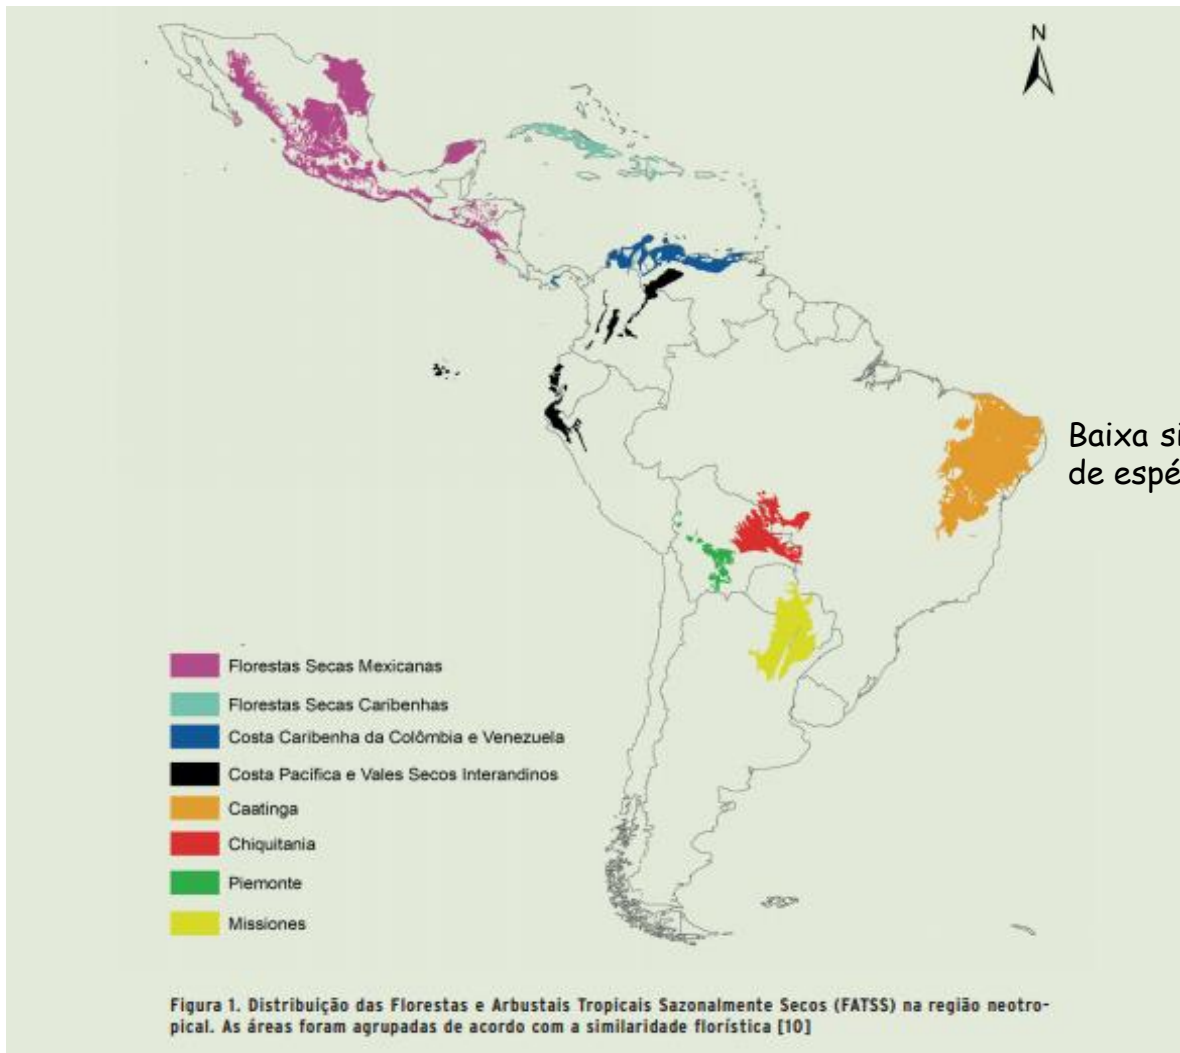 N
Baixa si
de espé
Florestas Secas Mexicanas
Florestas Secas Caribenhas
Costa Caribenha da Colômbia e Venezuela
Costa Pacífica e Vales Secos Interandinos
Caatinga
Chiquitania
Piemonte
Missiones
Figura 1. Distribuição das Florestas e Arbustais Tropicais Sazonalmente Secos (FATSS) na região neotro-
pical. As áreas foram agrupadas de acordo com a similaridade florística [10]